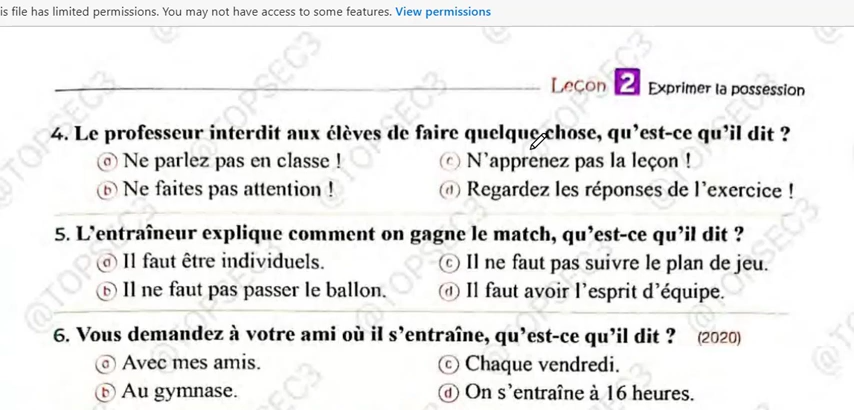 is file has limited permissions. You may not have access to some features. View permissions
Leçon 2 Exprimer la possession
4. Le professeur interdit aux élèves de faire quelque chose, qu'est-ce qu'il dit ?
a Ne parlez pas en classe !
c N'apprenez pas la leçon !
b Ne faites pas attention !
d Regardez les réponses de l'exercice !
5. L'entraîneur explique comment on gagne le match, qu'est-ce qu'il dit ?
a Il faut être individuels.
c Il ne faut pas suivre le plan de jeu.
b Il ne faut pas passer le ballon.
d Il faut avoir l'esprit d'équipe.
6. Vous demandez à votre ami où il s'entraîne, qu'est-ce qu'il dit ? (2020)
a Avec mes amis.
c Chaque vendredi.
b Au gymnase.
d On s'entraîne à 16 heures.
@TOPSEC3